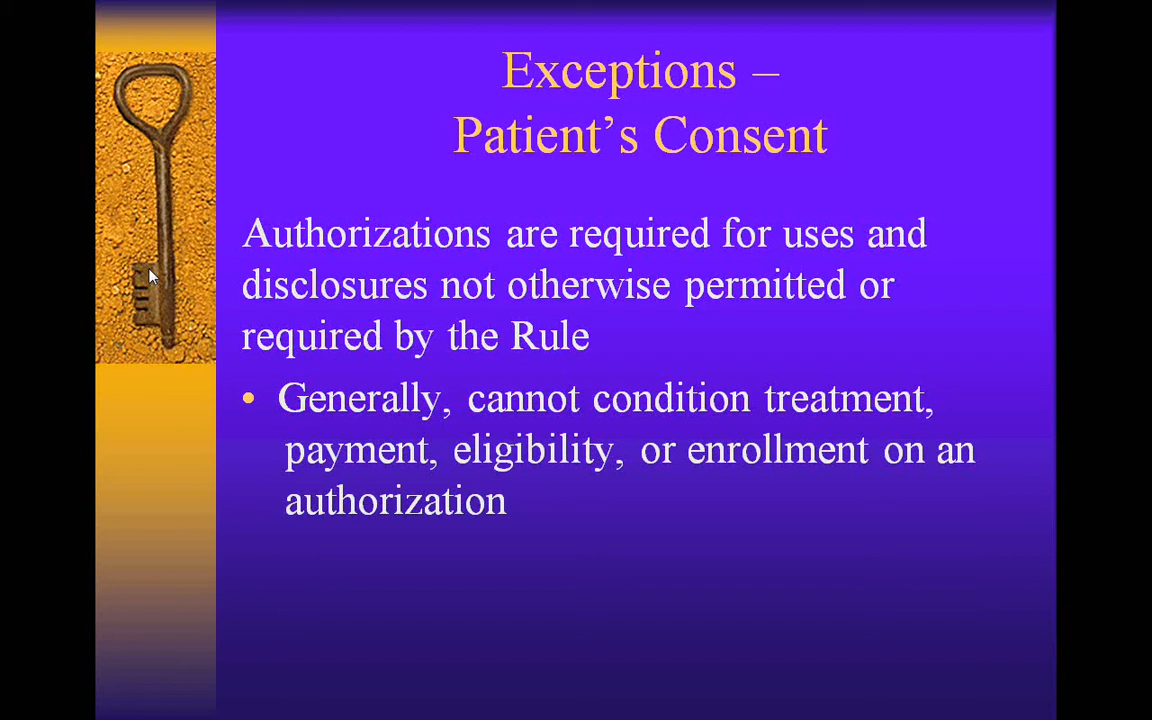 Exceptions –
Patient’s Consent
Authorizations are required for uses and
disclosures not otherwise permitted or
required by the Rule
• Generally, cannot condition treatment,
payment, eligibility, or enrollment on an
authorization